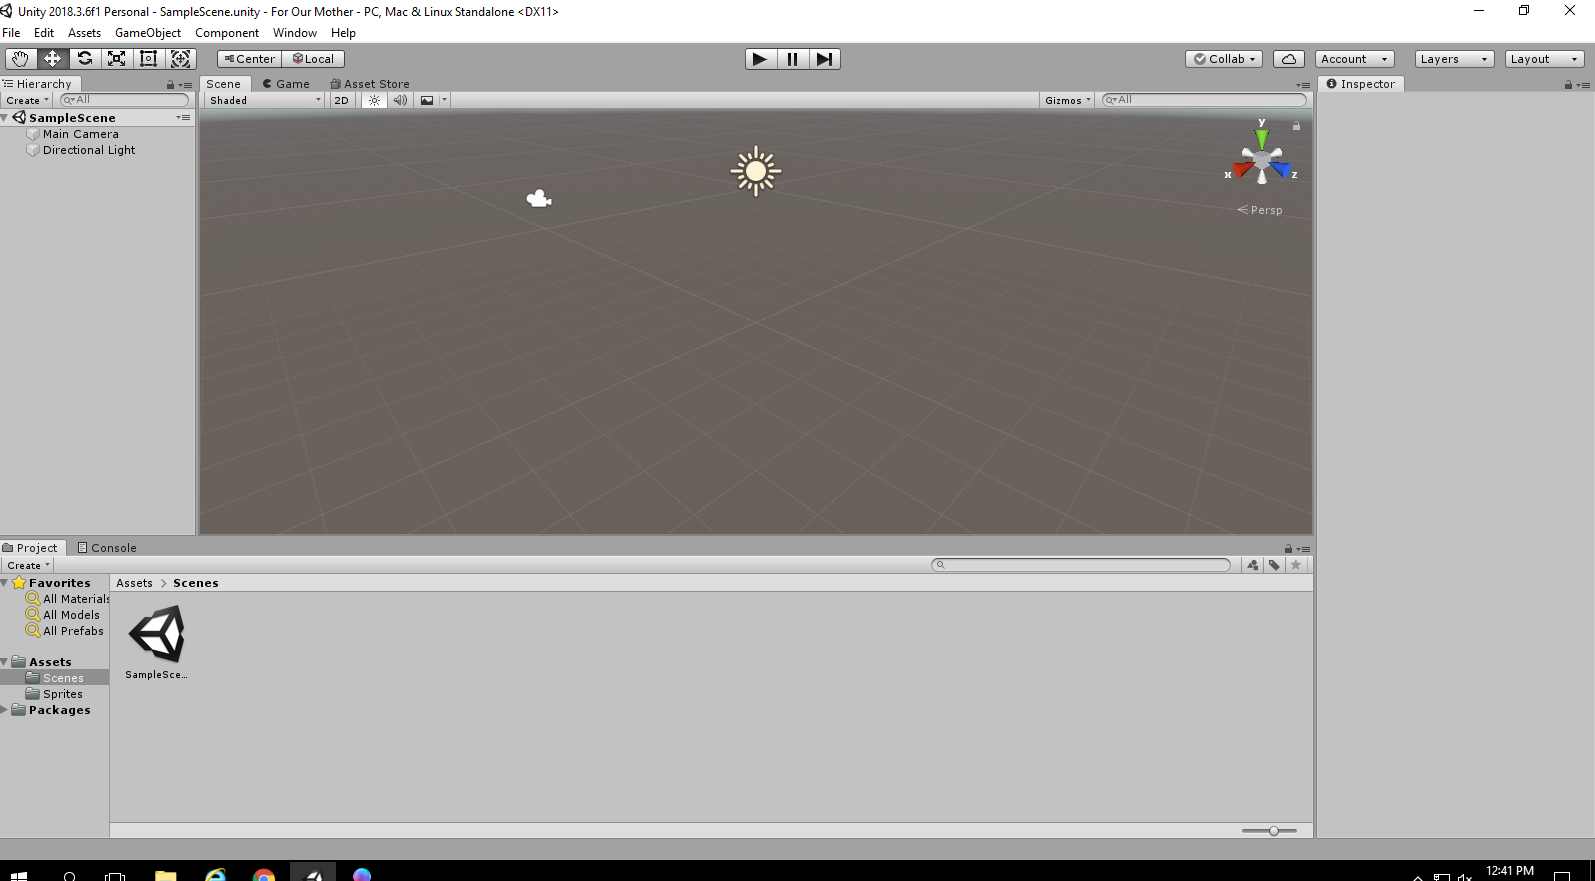 Unity 2018.3.6f1 Personal - SampleScene.unity - For Our Mother - PC, Mac & Linux Standalone <DX11>
File Edit Assets GameObject Component Window Help
Center Local Collab Account Layers Layout
Hierarchy Scene Game Asset Store Inspector
Create All Shaded 2D Gizmos All
SampleScene
Main Camera
Directional Light
y
x z
Persp
Project Console
Create
Favorites Assets Scenes
All Materials
All Models
All Prefabs
Assets
Scenes SampleSce...
Sprites
Packages
12:41 PM